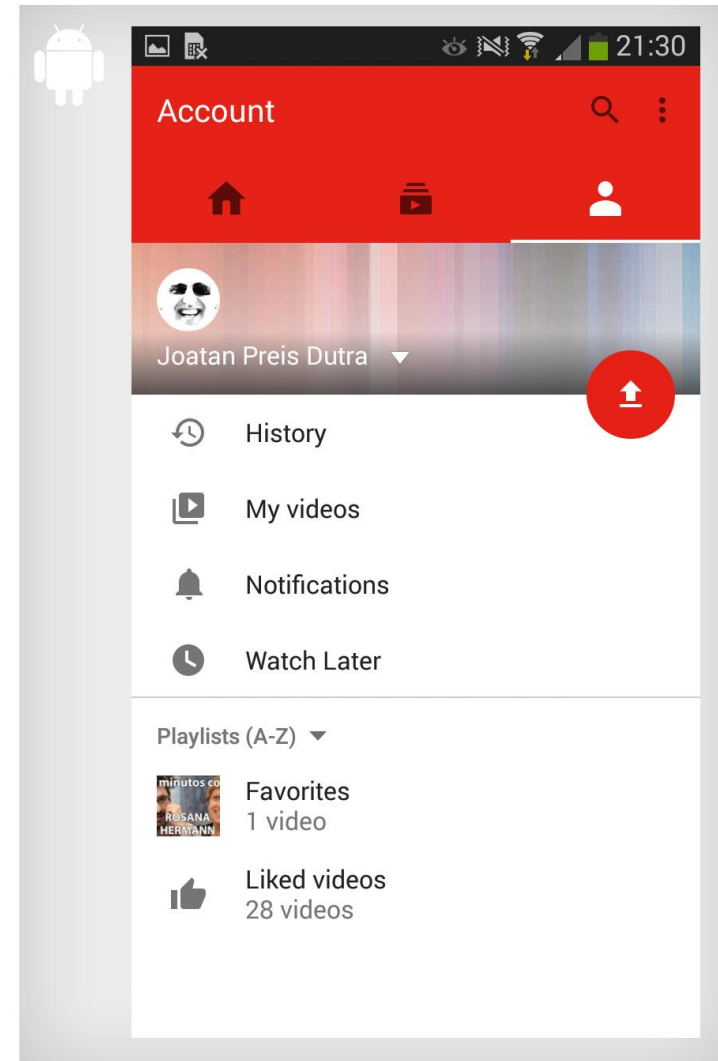 21:30
Account
Joatan Preis Dutra
History
My videos
Notifications
Watch Later
Playlists (A-Z)
minutos co
ROSANA
HERMANN
Favorites
1 video
Liked videos
28 videos